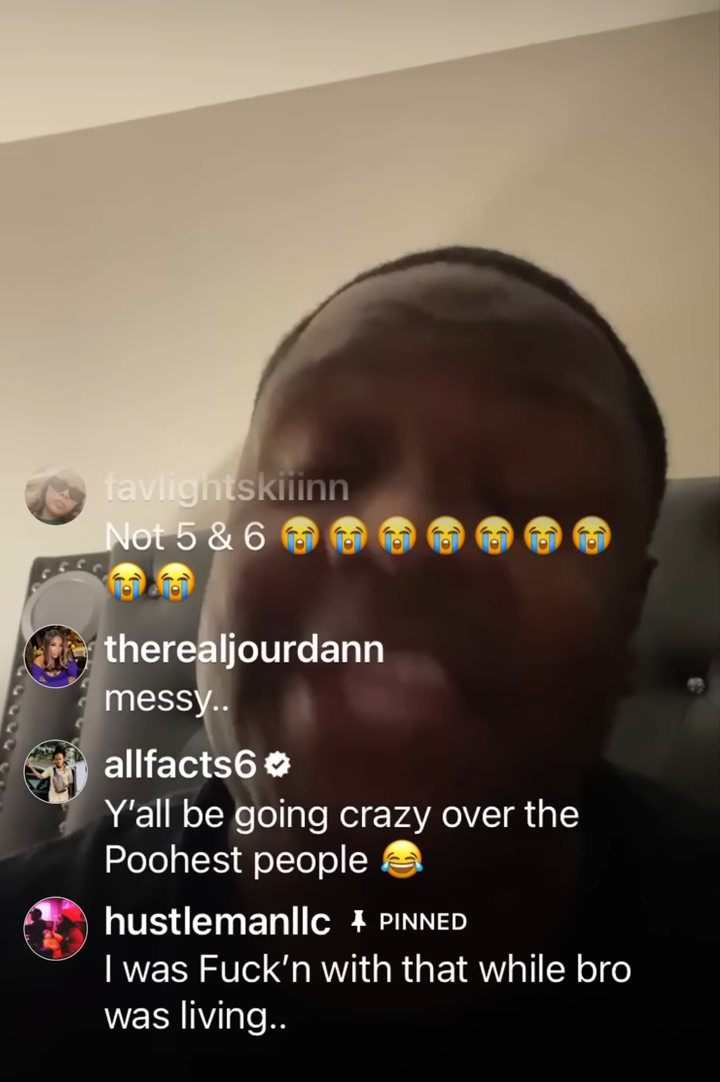 favlightskiiinn
Not 5 & 6 😭😭😭😭😭😭😭
😭😭
therealjourdann
messy..
allfacts6
Y'all be going crazy over the
Poohest people 😂
hustlemanllc PINNED
I was Fuck'n with that while bro
was living..